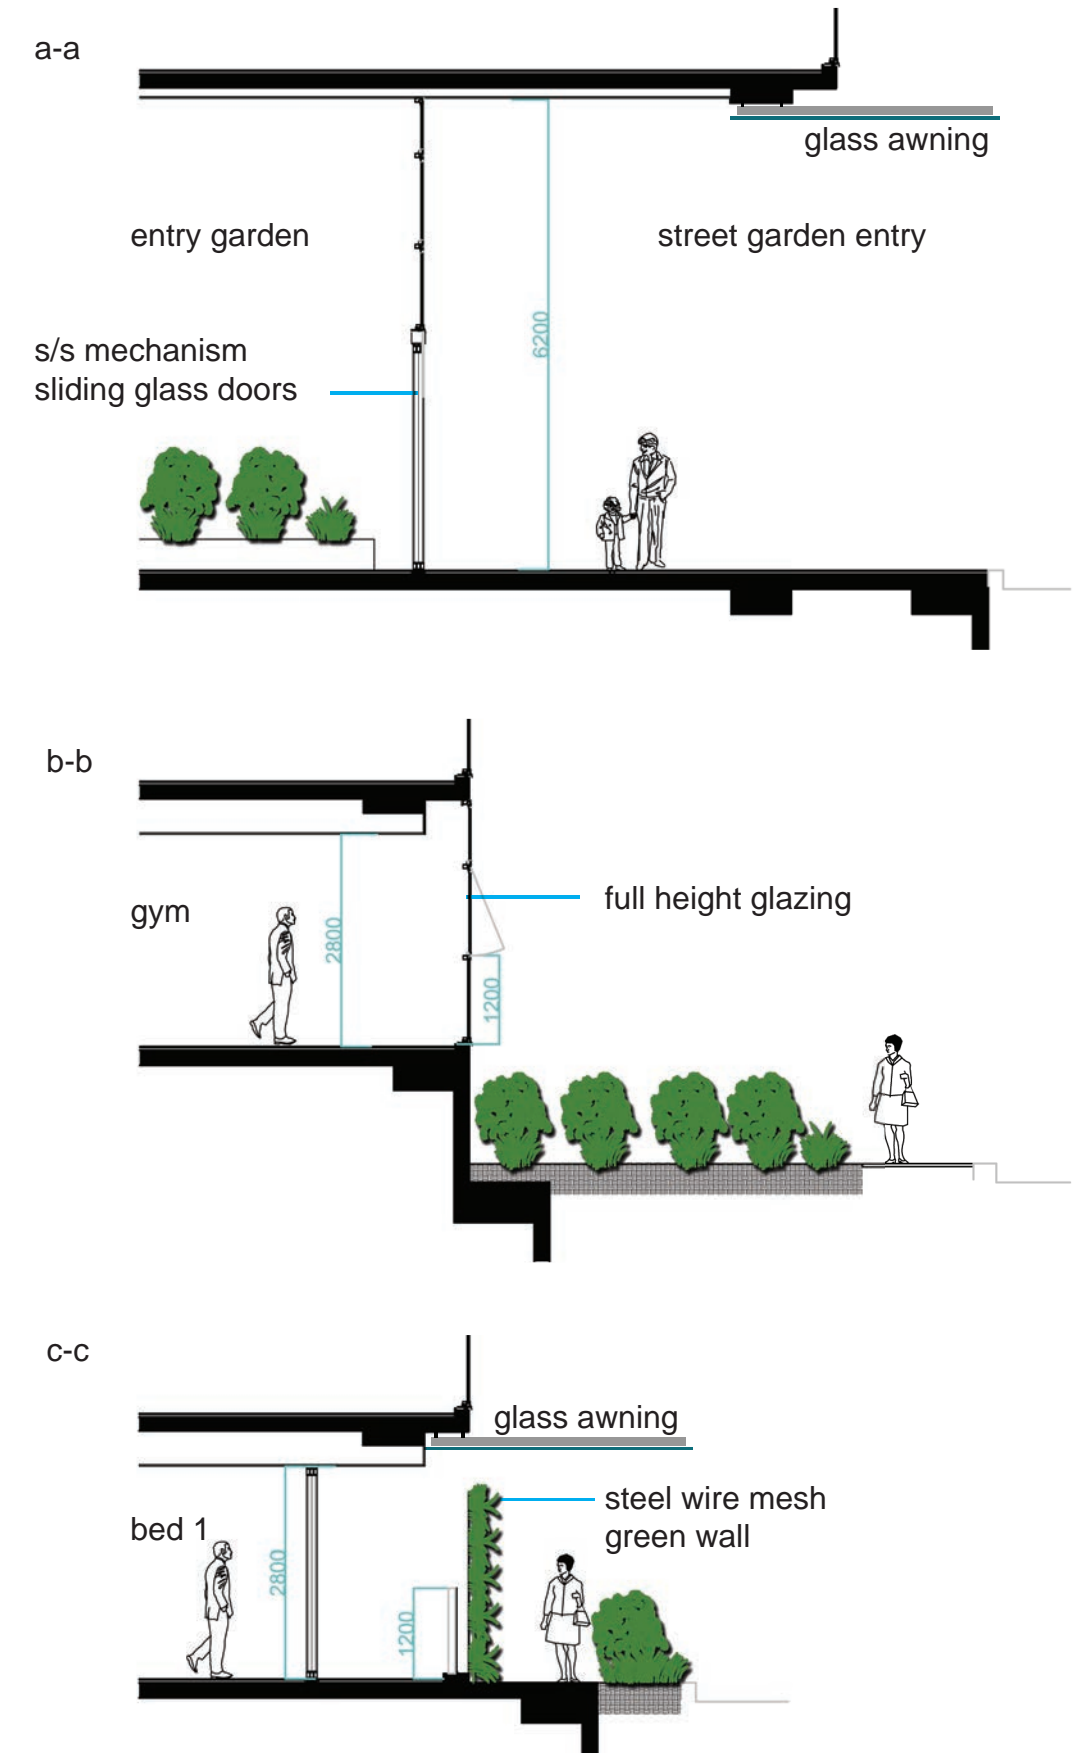 a-a
glass awning
entry garden
street garden entry
s/s mechanism
sliding glass doors
6200
b-b
full height glazing
gym
2800
1200
c-c
glass awning
steel wire mesh
green wall
bed 1
2800
1200